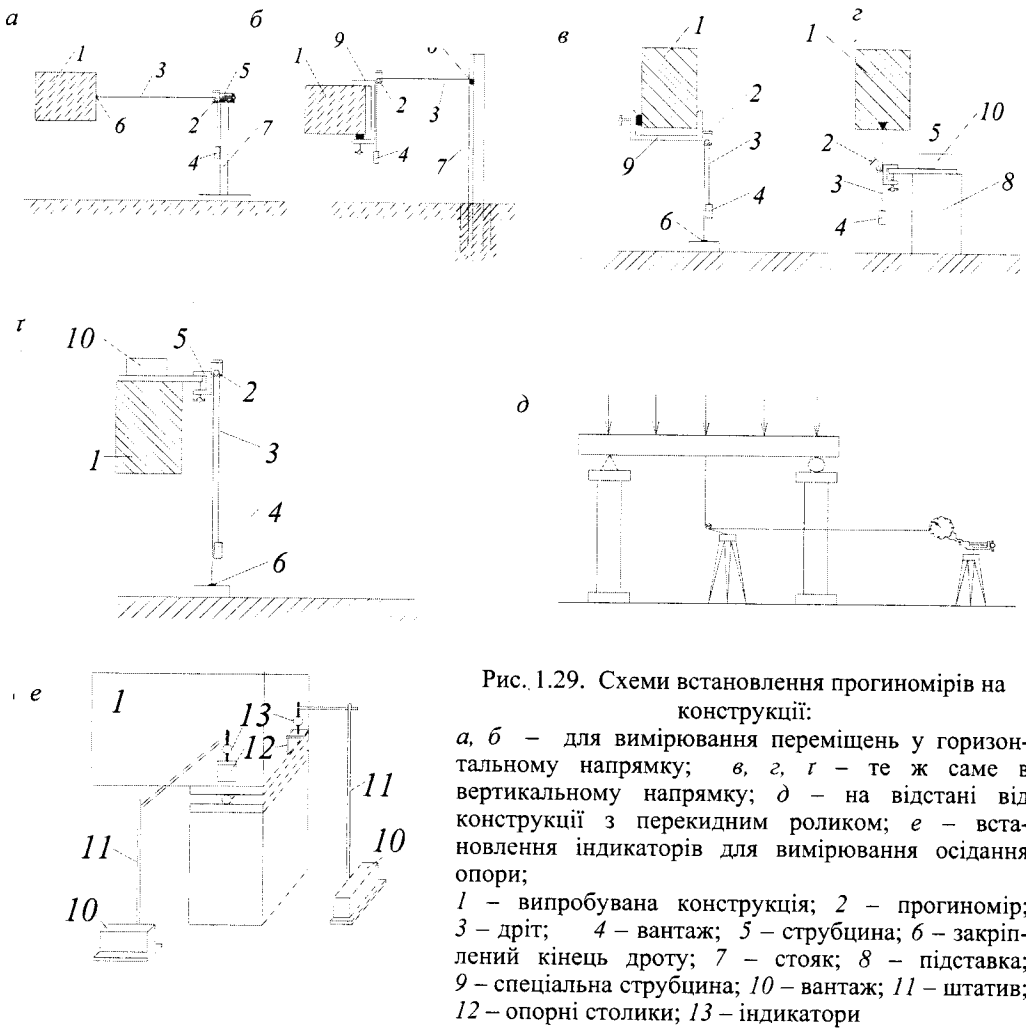 а
1
3
5
6
2
4
7
б
9
1
2
3
4
7
в
1
2
3
9
4
6
г
1
10
5
2
3
8
4
ґ
10
5
2
3
1
4
6
д
е
1
13
12
11
11
10
10
Рис. 1.29. Схеми встановлення прогиномірів на
конструкції:
а, б – для вимірювання переміщень у горизон-
тальному напрямку; в, г, ґ – те ж саме в
вертикальному напрямку; д – на відстані від
конструкції з перекидним роликом; е – вста-
новлення індикаторів для вимірювання осідання
опори;
1 – випробувана конструкція; 2 – прогиномір;
3 – дріт; 4 – вантаж; 5 – струбцина; 6 – закріп-
лений кінець дроту; 7 – стояк; 8 – підставка;
9 – спеціальна струбцина; 10 – вантаж; 11 – штатив;
12 – опорні столики; 13 – індикатори